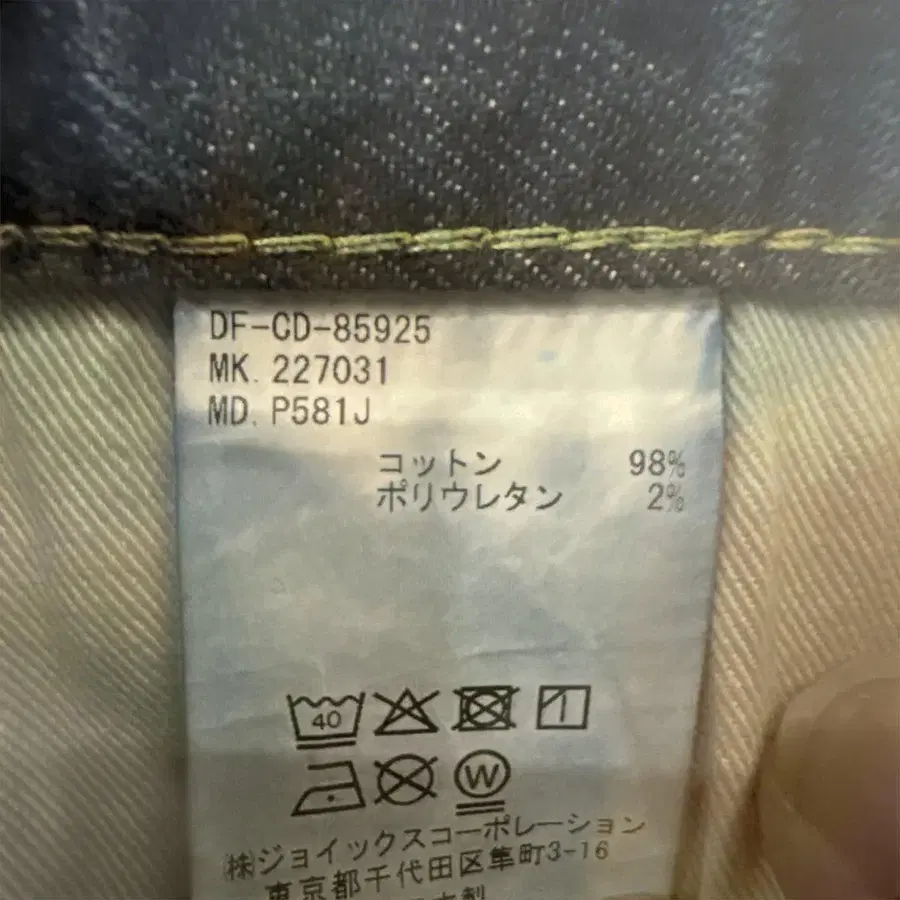 DF-CD-85925
MK. 227031
MD. P581J
コットン 98%
ポリウレタン 2%
40
W
㈱ジョイックスコーポレーション
東京都千代田区隼町3-16